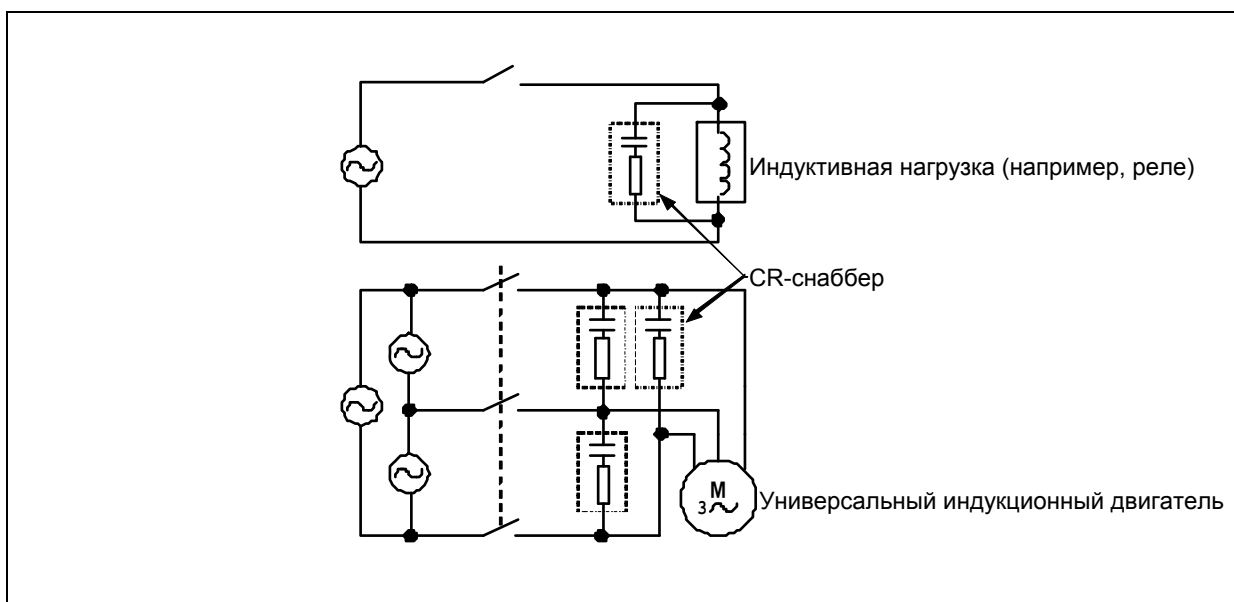 Индуктивная нагрузка (например, реле)
CR-снаббер
M
3
Универсальный индукционный двигатель